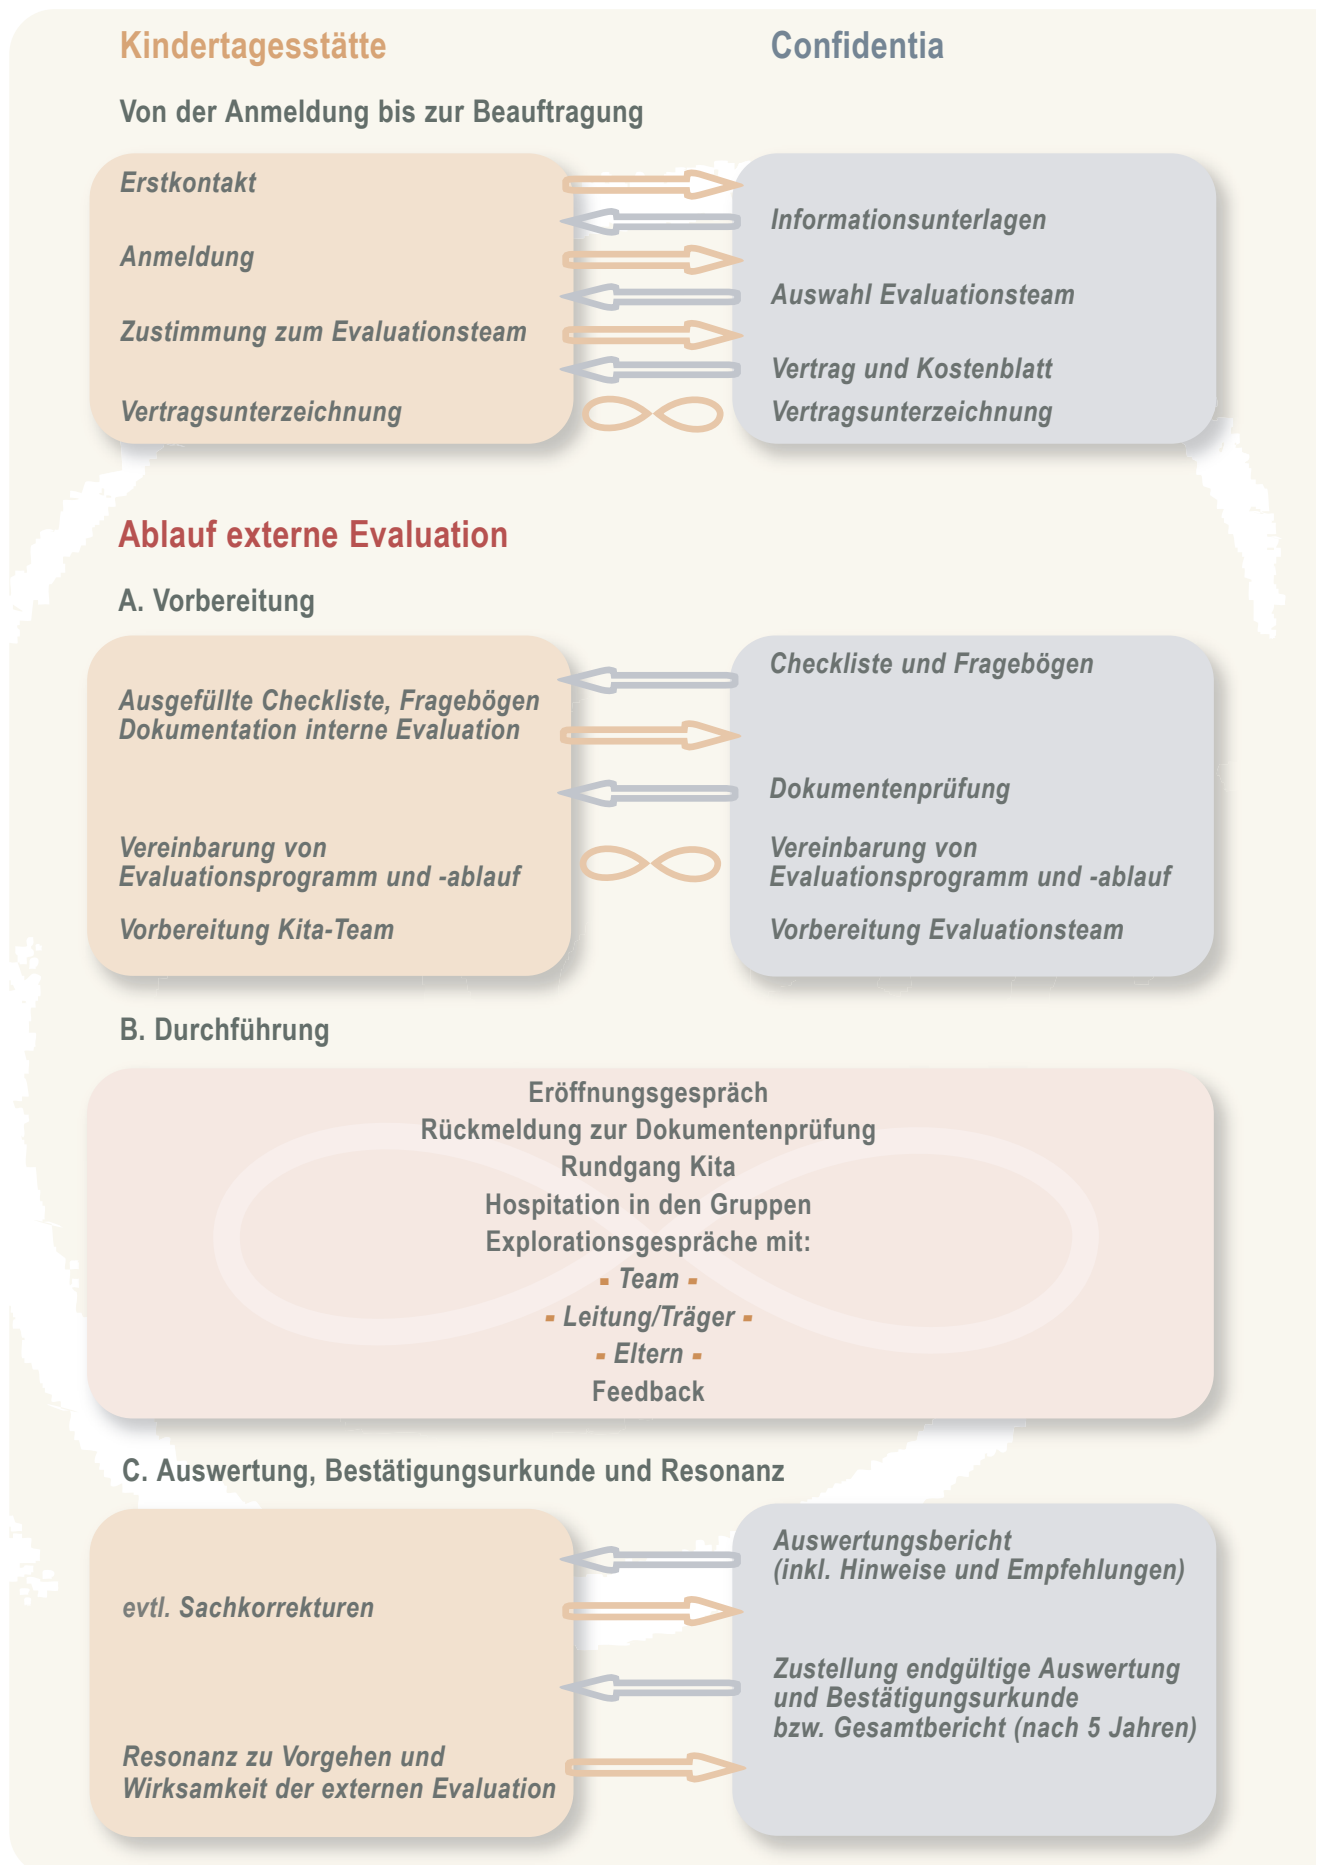 Kindertagesstätte
Confidentia
Von der Anmeldung bis zur Beauftragung
Erstkontakt
Informationsunterlagen
Anmeldung
Auswahl Evaluationsteam
Zustimmung zum Evaluationsteam
Vertrag und Kostenblatt
Vertragsunterzeichnung
Vertragsunterzeichnung
Ablauf externe Evaluation
A. Vorbereitung
Checkliste und Fragebögen
Ausgefüllte Checkliste, Fragebögen
Dokumentation interne Evaluation
Dokumentenprüfung
Vereinbarung von
Evaluationsprogramm und -ablauf
Vereinbarung von
Evaluationsprogramm und -ablauf
Vorbereitung Kita-Team
Vorbereitung Evaluationsteam
B. Durchführung
Eröffnungsgespräch
Rückmeldung zur Dokumentenprüfung
Rundgang Kita
Hospitation in den Gruppen
Explorationsgespräche mit:
- Team -
- Leitung/Träger -
- Eltern -
Feedback
C. Auswertung, Bestätigungsurkunde und Resonanz
Auswertungsbericht
(inkl. Hinweise und Empfehlungen)
evtl. Sachkorrekturen
Zustellung endgültige Auswertung
und Bestätigungsurkunde
bzw. Gesamtbericht (nach 5 Jahren)
Resonanz zu Vorgehen und
Wirksamkeit der externen Evaluation